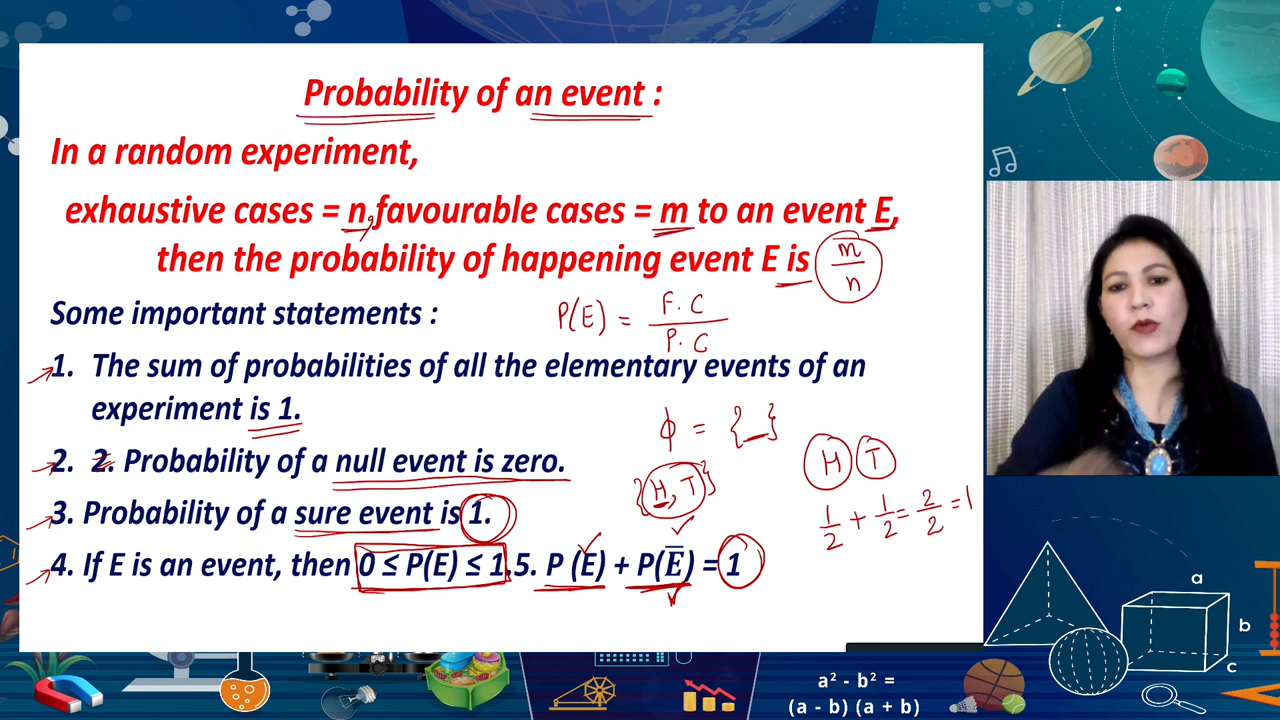 Probability of an event :
In a random experiment,
exhaustive cases = n, favourable cases = m to an event E,
then the probability of happening event E is m/n
Some important statements :
P(E) = F.C / P.C
1. The sum of probabilities of all the elementary events of an
experiment is 1.
ϕ = { }
2. 2. Probability of a null event is zero.
H T
{H, T}
3. Probability of a sure event is 1.
1/2 + 1/2 = 2/2 = 1
4. If E is an event, then 0 ≤ P(E) ≤ 1.5. P (E) + P(E̅) = 1
a
b
c
a² - b² =
(a - b) (a + b)